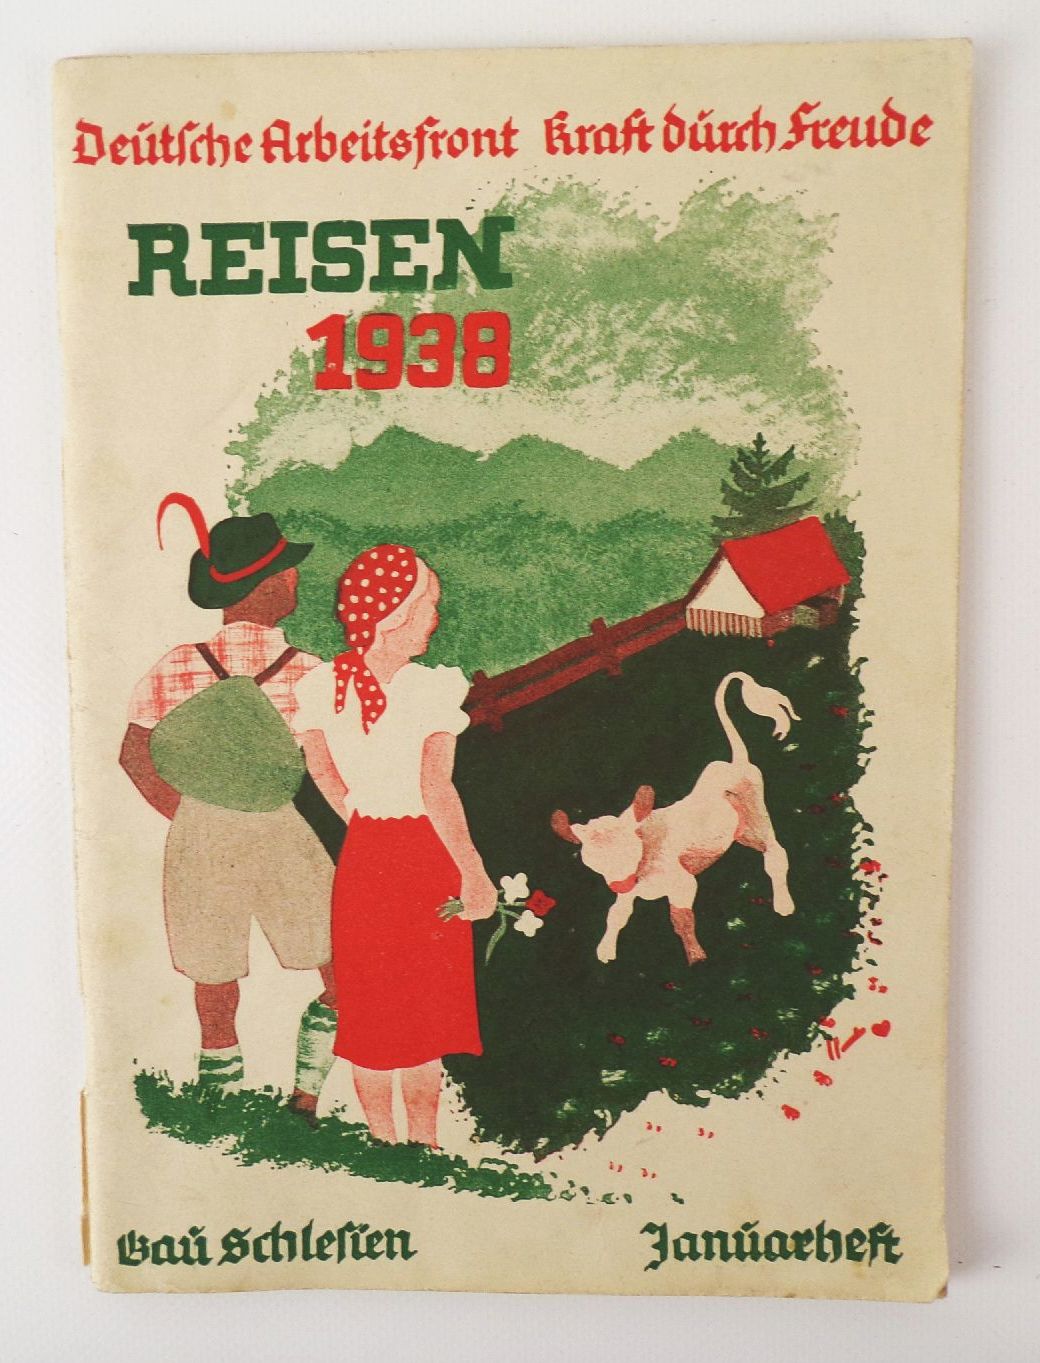 Deutsche Arbeitsfront Kraft durch Freude
REISEN
1938
Gau Schlesien Januarheft